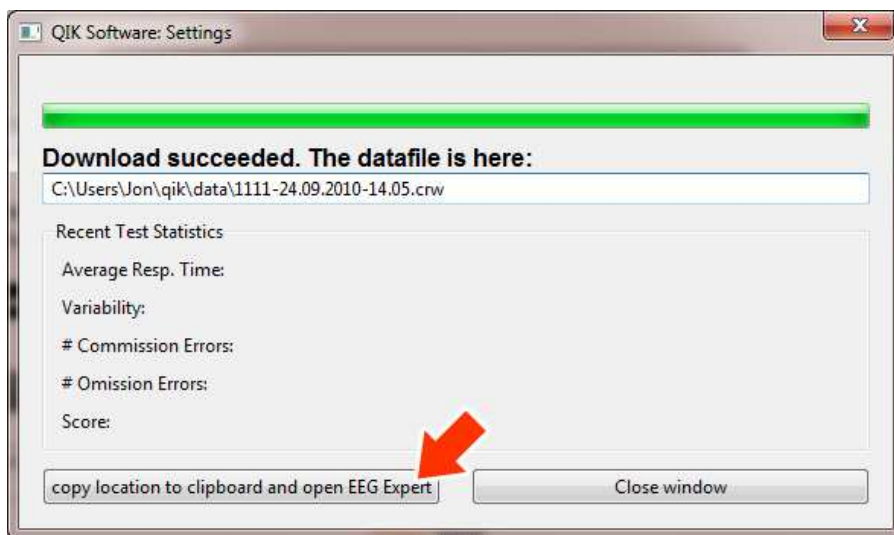 QIK Software: Settings
Download succeeded. The datafile is here:
C:\Users\Jon\qik\data\1111-24.09.2010-14.05.crw
Recent Test Statistics
Average Resp. Time:
Variability:
# Commission Errors:
# Omission Errors:
Score:
copy location to clipboard and open EEG Expert
Close window